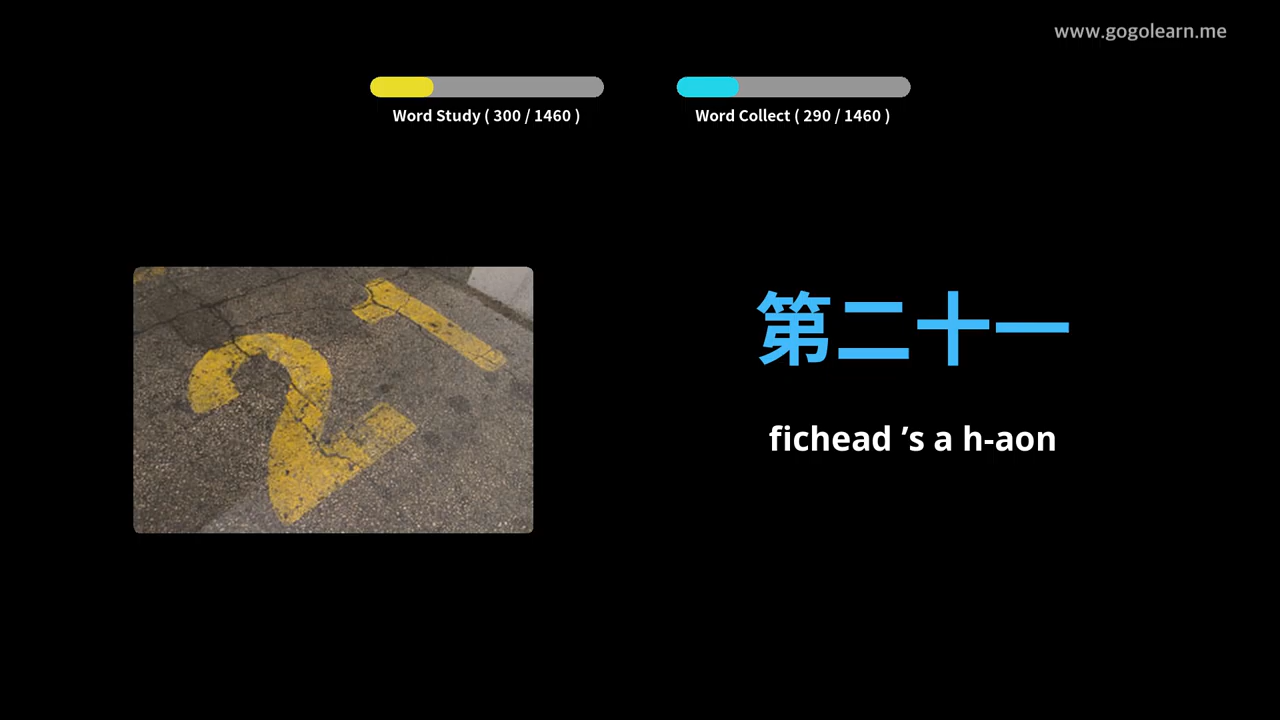 www.gogolearn.me
Word Study ( 300 / 1460 )
Word Collect ( 290 / 1460 )
21
第二十一
fichead ’s a h-aon